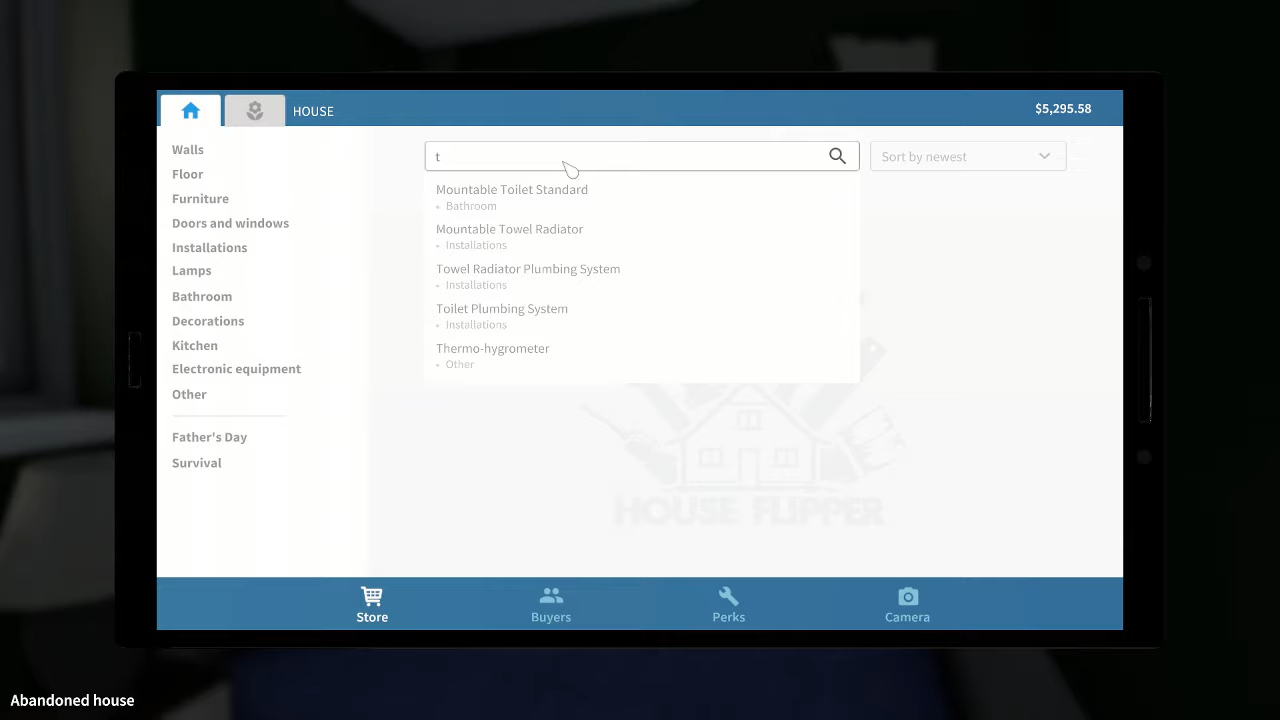 HOUSE
$5,295.58
Walls
Floor
Furniture
Doors and windows
Installations
Lamps
Bathroom
Decorations
Kitchen
Electronic equipment
Other
Father's Day
Survival
t
Sort by newest
Mountable Toilet Standard
• Bathroom
Mountable Towel Radiator
• Installations
Towel Radiator Plumbing System
• Installations
Toilet Plumbing System
• Installations
Thermo-hygrometer
• Other
HOUSE FLIPPER
Store
Buyers
Perks
Camera
Abandoned house